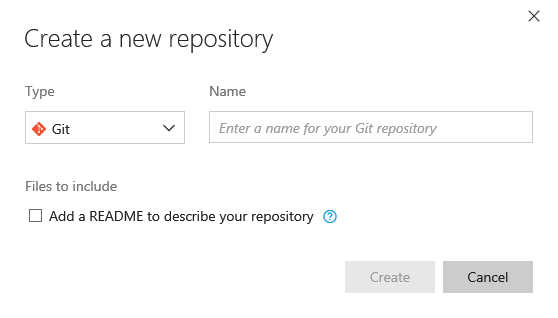 Create a new repository
Type
Name
Git
Enter a name for your Git repository
Files to include
Add a README to describe your repository ?
Create
Cancel